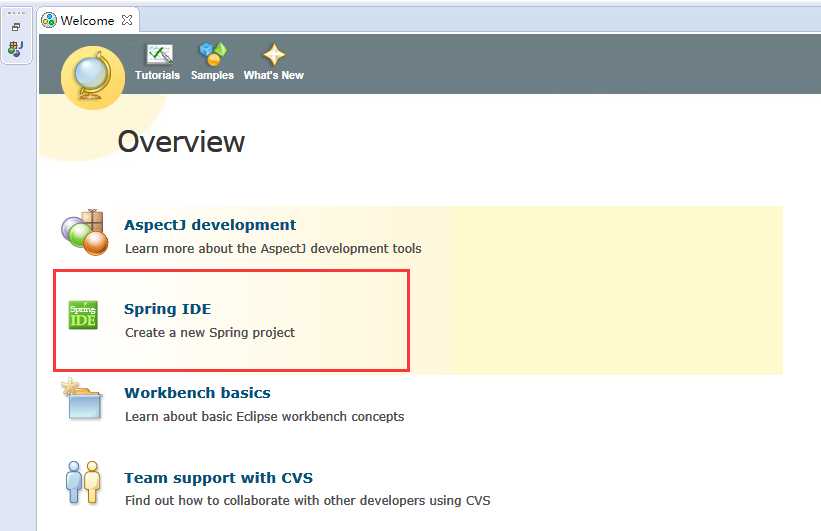 Welcome
Tutorials
Samples
What's New
Overview
AspectJ development
Learn more about the AspectJ development tools
Spring
IDE
Spring IDE
Create a new Spring project
Workbench basics
Learn about basic Eclipse workbench concepts
Team support with CVS
Find out how to collaborate with other developers using CVS